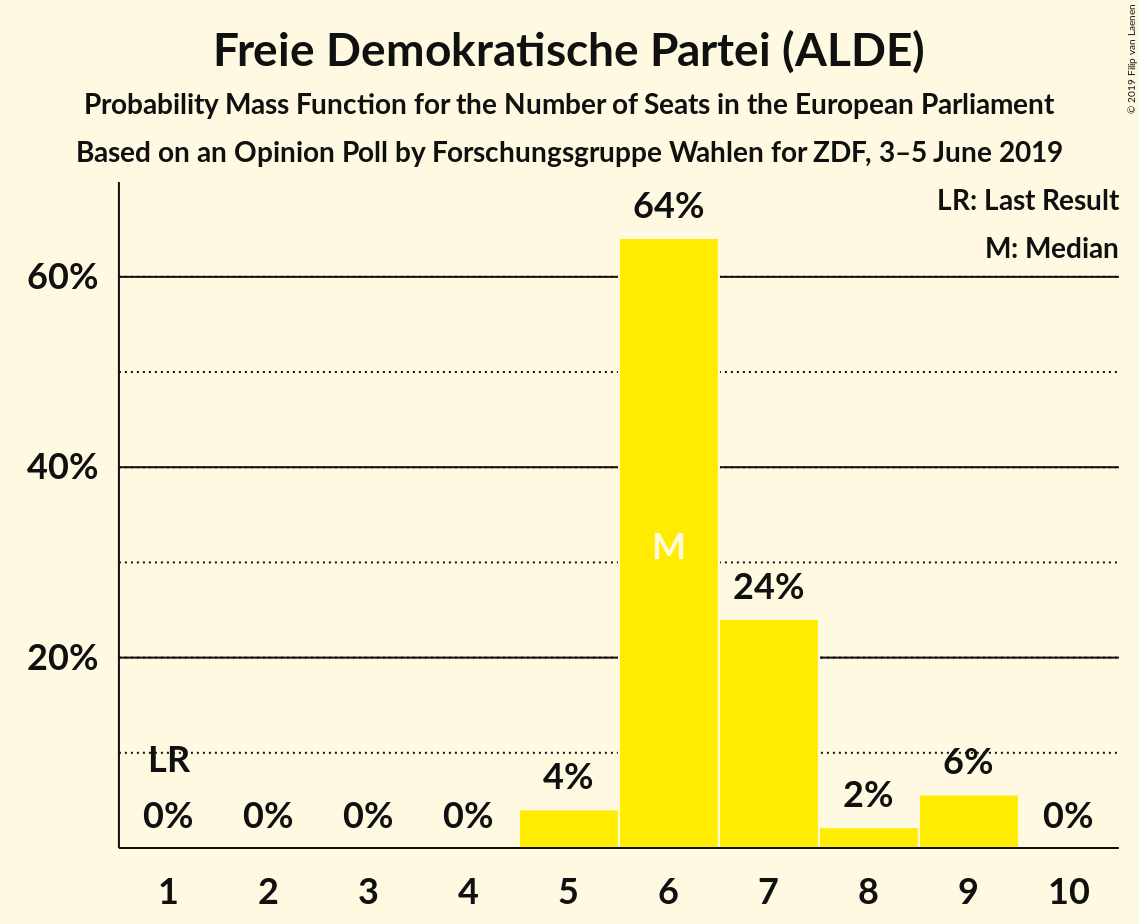 Freie Demokratische Partei (ALDE)
Probability Mass Function for the Number of Seats in the European Parliament
Based on an Opinion Poll by Forschungsgruppe Wahlen for ZDF, 3–5 June 2019
© 2019 Filip van Laenen
LR: Last Result
M: Median
64%
60%
40%
M
24%
20%
LR
4%
2%
6%
0% 0% 0% 0% 0%
1 2 3 4 5 6 7 8 9 10